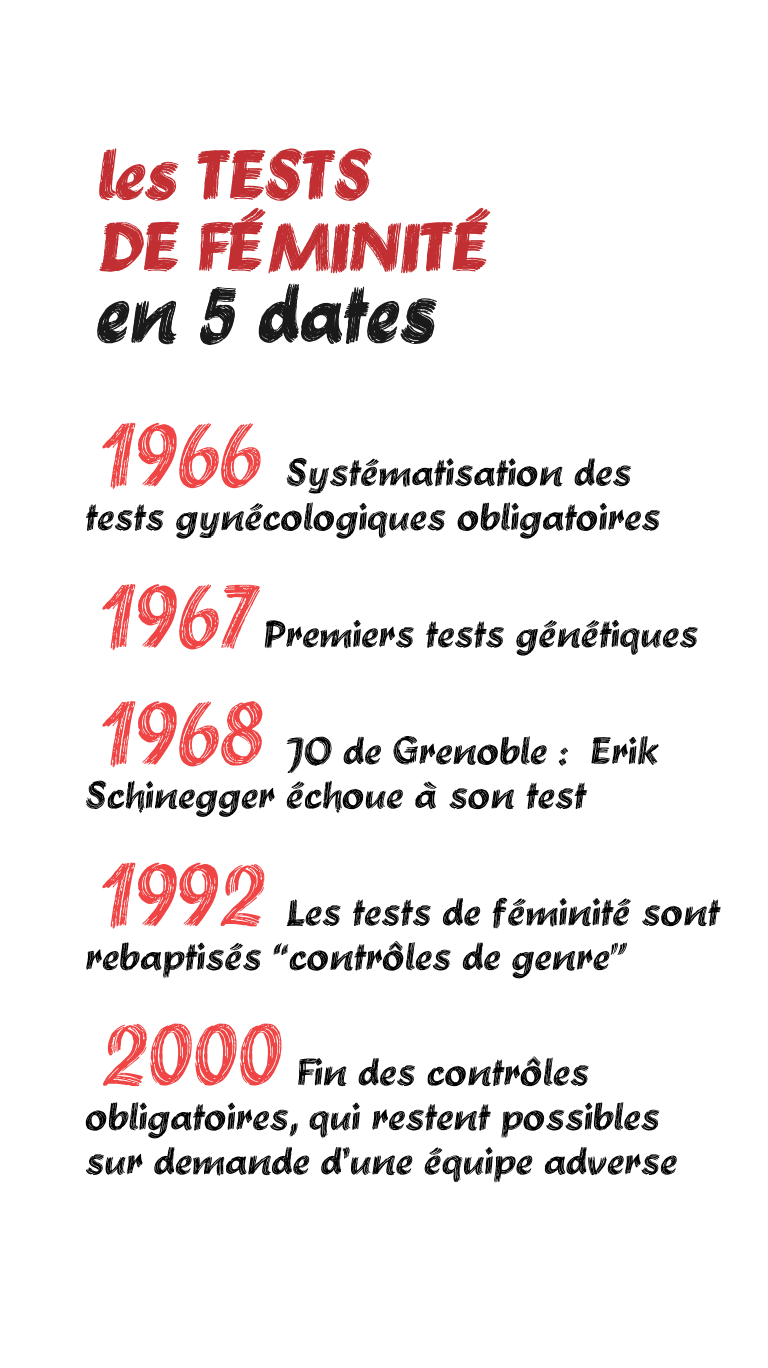 les TESTS
DE FÉMINITÉ
en 5 dates
1966 Systématisation des
tests gynécologiques obligatoires
1967 Premiers tests génétiques
1968 JO de Grenoble : Erik
Schinegger échoue à son test
1992 Les tests de féminité sont
rebaptisés “contrôles de genre”
2000 Fin des contrôles
obligatoires, qui restent possibles
sur demande d'une équipe adverse